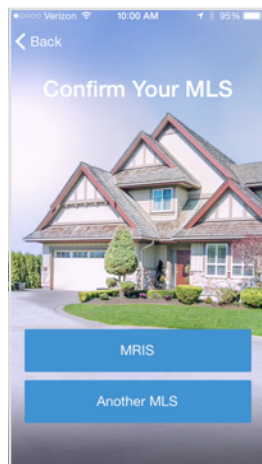 Verizon 10:00 AM 95%
Back
Confirm Your MLS
MRIS
Another MLS